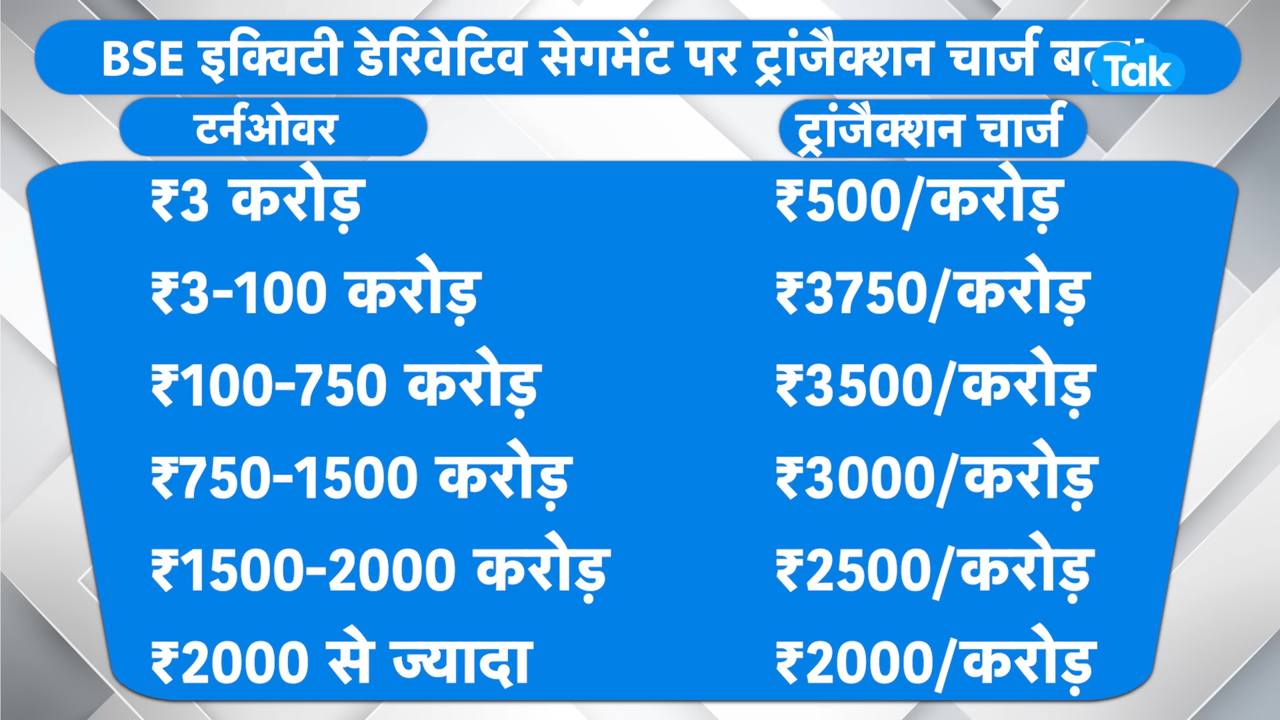 BSE इक्विटी डेरिवेटिव सेगमेंट पर ट्रांजैक्शन चार्ज
Tak
टर्नओवर ट्रांजैक्शन चार्ज
₹3 करोड़ ₹500/करोड़
₹3-100 करोड़ ₹3750/करोड़
₹100-750 करोड़ ₹3500/करोड़
₹750-1500 करोड़ ₹3000/करोड़
₹1500-2000 करोड़ ₹2500/करोड़
₹2000 से ज्यादा ₹2000/करोड़